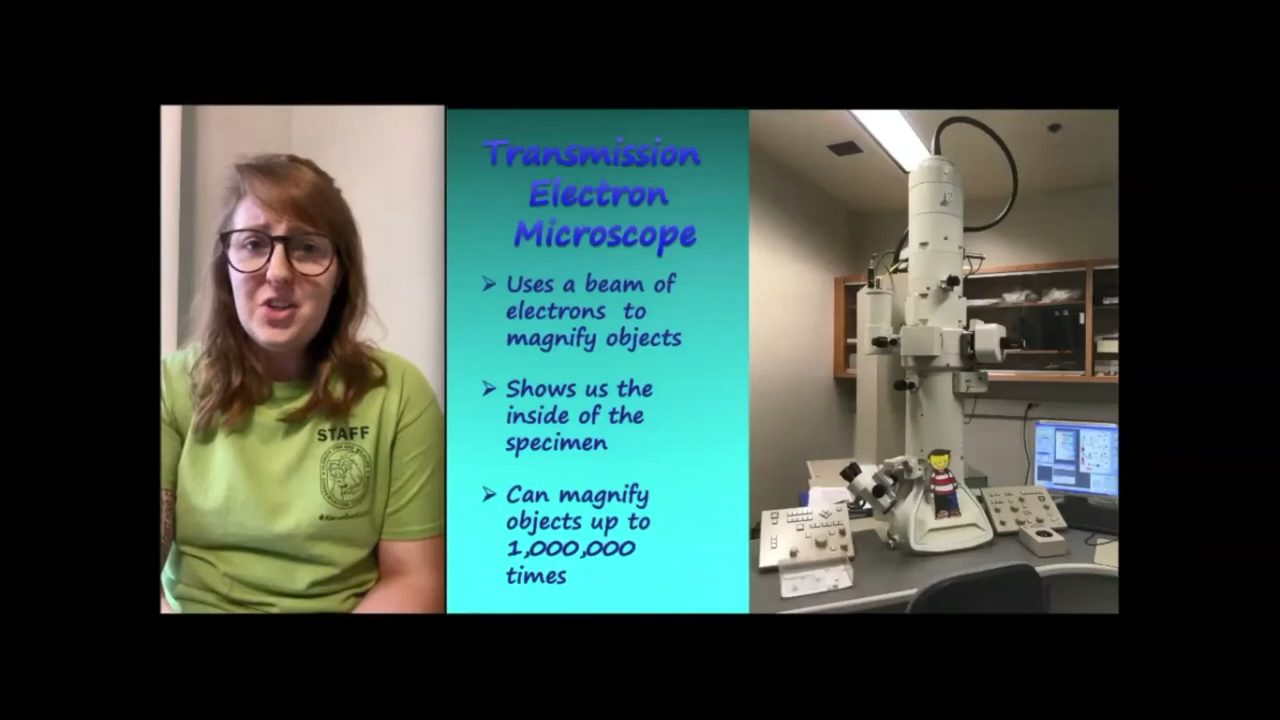 STAFF
Transmission
Electron
Microscope
➢ Uses a beam of
electrons to
magnify objects
➢ Shows us the
inside of the
specimen
➢ Can magnify
objects up to
1,000,000
times